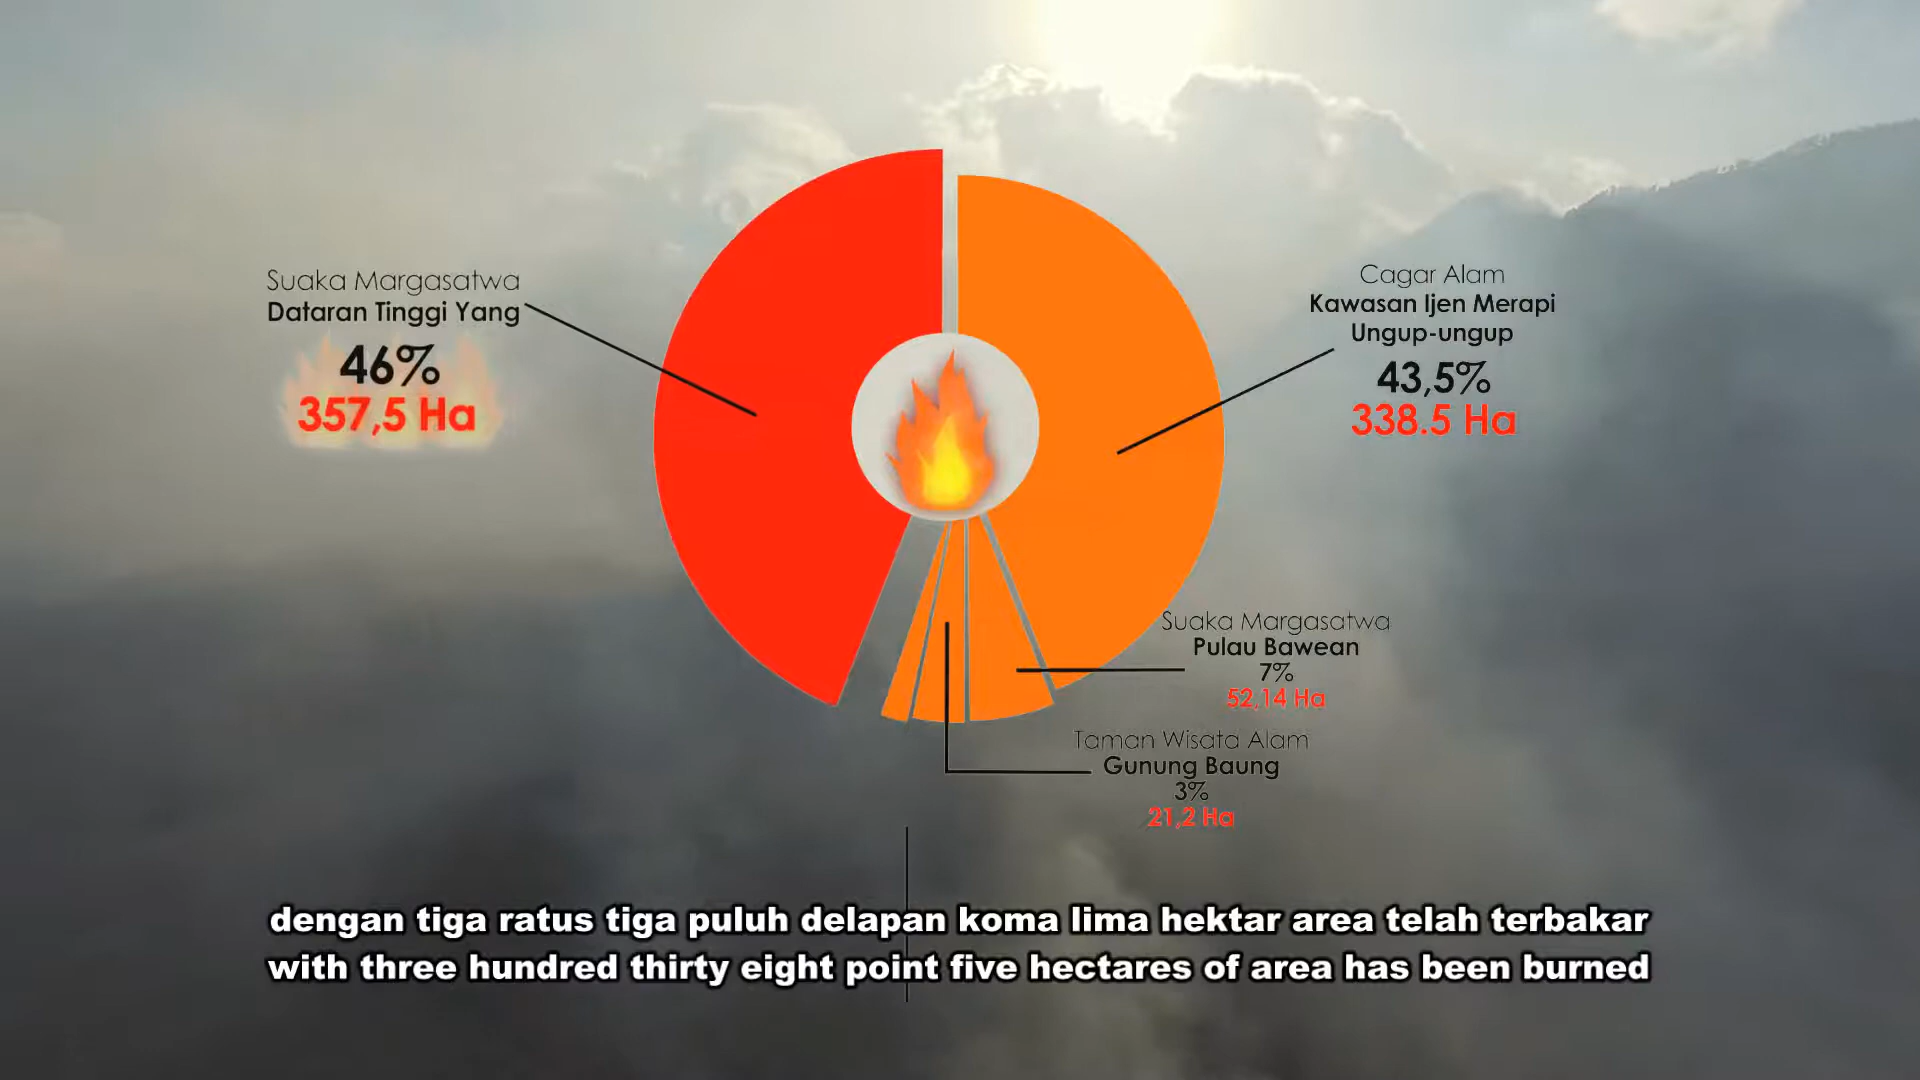 Suaka Margasatwa
Dataran Tinggi Yang
46%
357,5 Ha
Cagar Alam
Kawasan Ijen Merapi
Ungup-ungup
43,5%
338.5 Ha
Suaka Margasatwa
Pulau Bawean
7%
52,14 Ha
Taman Wisata Alam
Gunung Baung
3%
21,2 Ha
dengan tiga ratus tiga puluh delapan koma lima hektar area telah terbakar
with three hundred thirty eight point five hectares of area has been burned